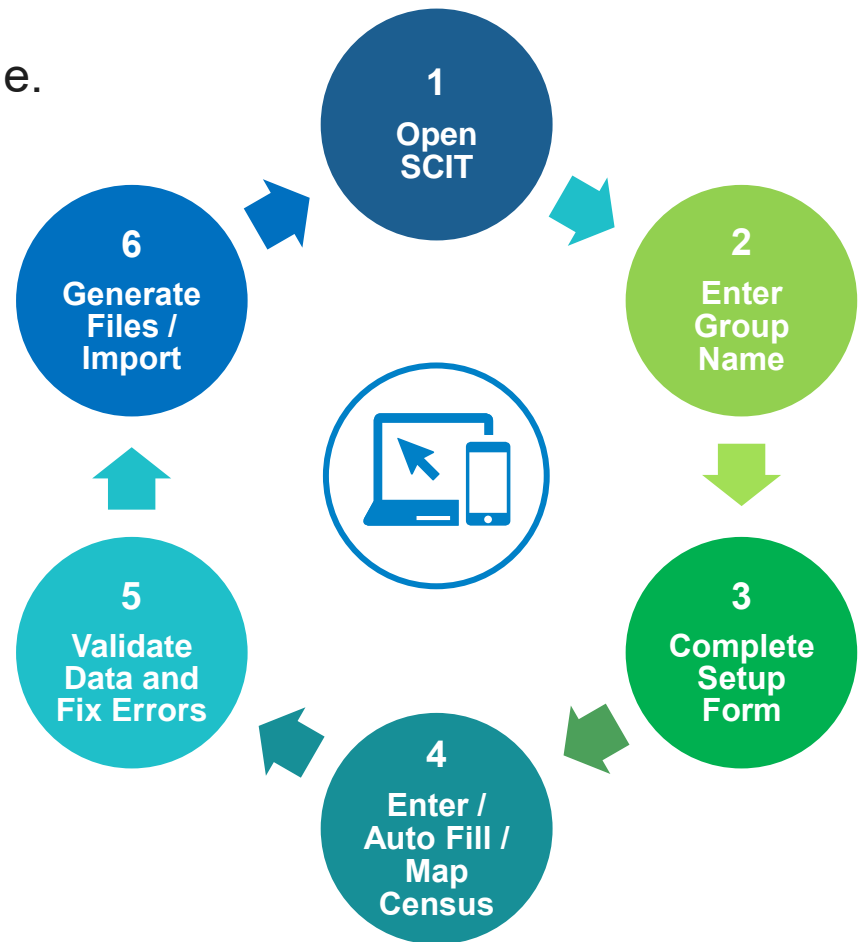 e.
1
Open
SCIT
2
Enter
Group
Name
3
Complete
Setup
Form
4
Enter /
Auto Fill /
Map
Census
5
Validate
Data and
Fix Errors
6
Generate
Files /
Import